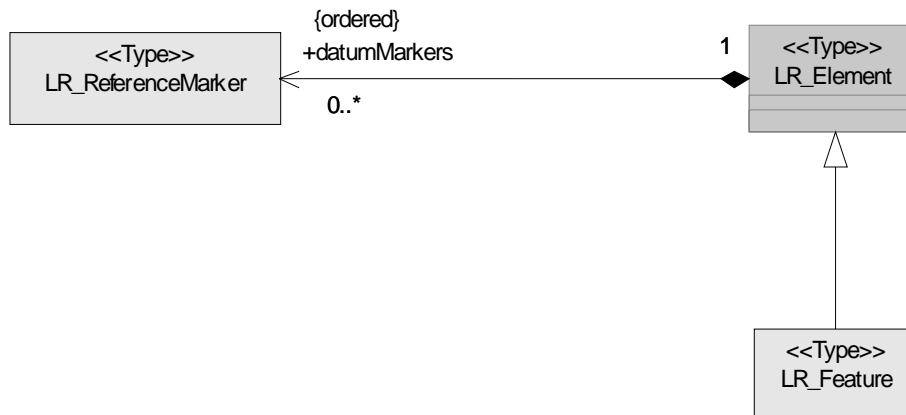 {ordered}
+datumMarkers
1
<<Type>>
LR_ReferenceMarker
0..*
<<Type>>
LR_Element
<<Type>>
LR_Feature